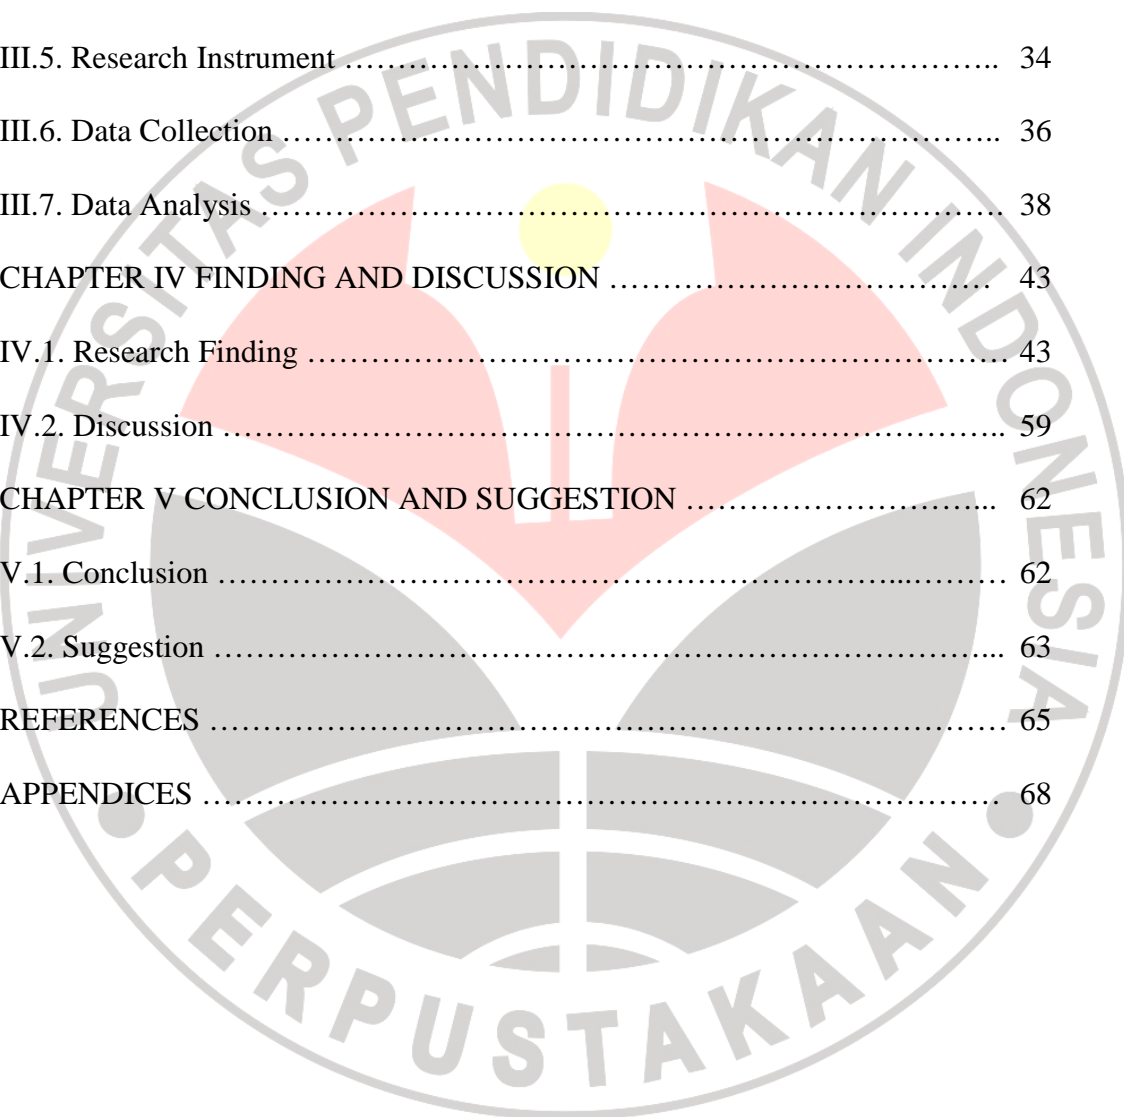 III.5. Research Instrument ……………………………………………………………….. 34
III.6. Data Collection …………………………………………………………………….. 36
III.7. Data Analysis ………………………………………………………………………. 38
CHAPTER IV FINDING AND DISCUSSION ………………………………… 43
IV.1. Research Finding …………………………………………………………………… 43
IV.2. Discussion ………………………………………………………………………….. 59
CHAPTER V CONCLUSION AND SUGGESTION …………………………... 62
V.1. Conclusion …………………………………………………………………...……… 62
V.2. Suggestion …………………………………………………………………………... 63
REFERENCES …………………………………………………………………………… 65
APPENDICES …………………………………………………………………………… 68
UNIVERSITAS PENDIDIKAN INDONESIA
PERPUSTAKAAN